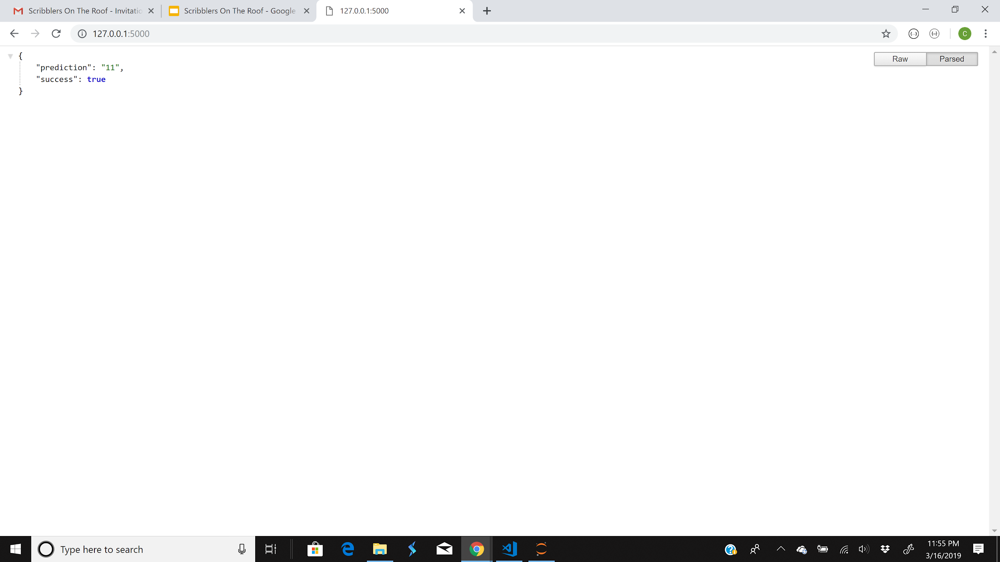 Scribblers On The Roof - Invitatio
Scribblers On The Roof - Google
127.0.0.1:5000
127.0.0.1:5000
C
Raw
Parsed
{
"prediction": "11",
"success": true
}
Type here to search
11:55 PM
3/16/2019